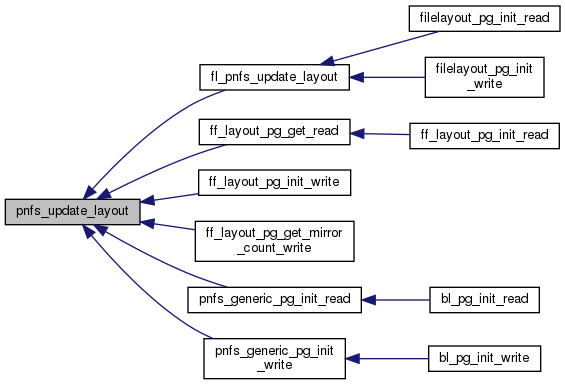 filelayout_pg_init_read
fl_pnfs_update_layout
filelayout_pg_init
_write
ff_layout_pg_get_read
ff_layout_pg_init_read
ff_layout_pg_init_write
pnfs_update_layout
ff_layout_pg_get_mirror
_count_write
pnfs_generic_pg_init_read
bl_pg_init_read
pnfs_generic_pg_init
_write
bl_pg_init_write